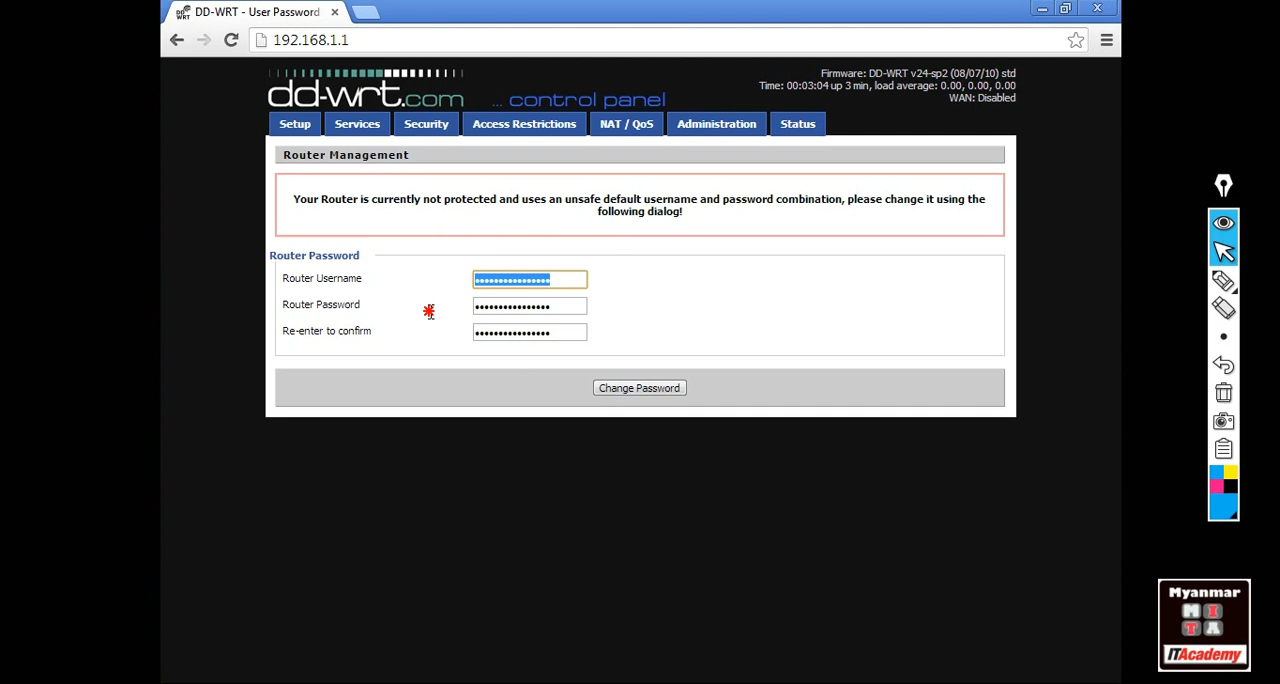 DD-WRT - User Password
192.168.1.1
Firmware: DD-WRT v24-sp2 (08/07/10) std
Time: 00:03:04 up 3 min, load average: 0.00, 0.00, 0.00
WAN: Disabled
dd-wrt.com ... control panel
Setup Services Security Access Restrictions NAT / QoS Administration Status
Router Management
Your Router is currently not protected and uses an unsafe default username and password combination, please change it using the
following dialog!
Router Password
Router Username
Router Password
Re-enter to confirm
Change Password
Myanmar
M I
T A
ITAcademy